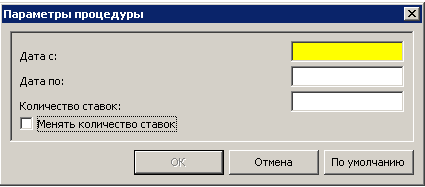 Параметры процедуры
Дата с:
Дата по:
Количество ставок:
Менять количество ставок
OK Отмена По умолчанию